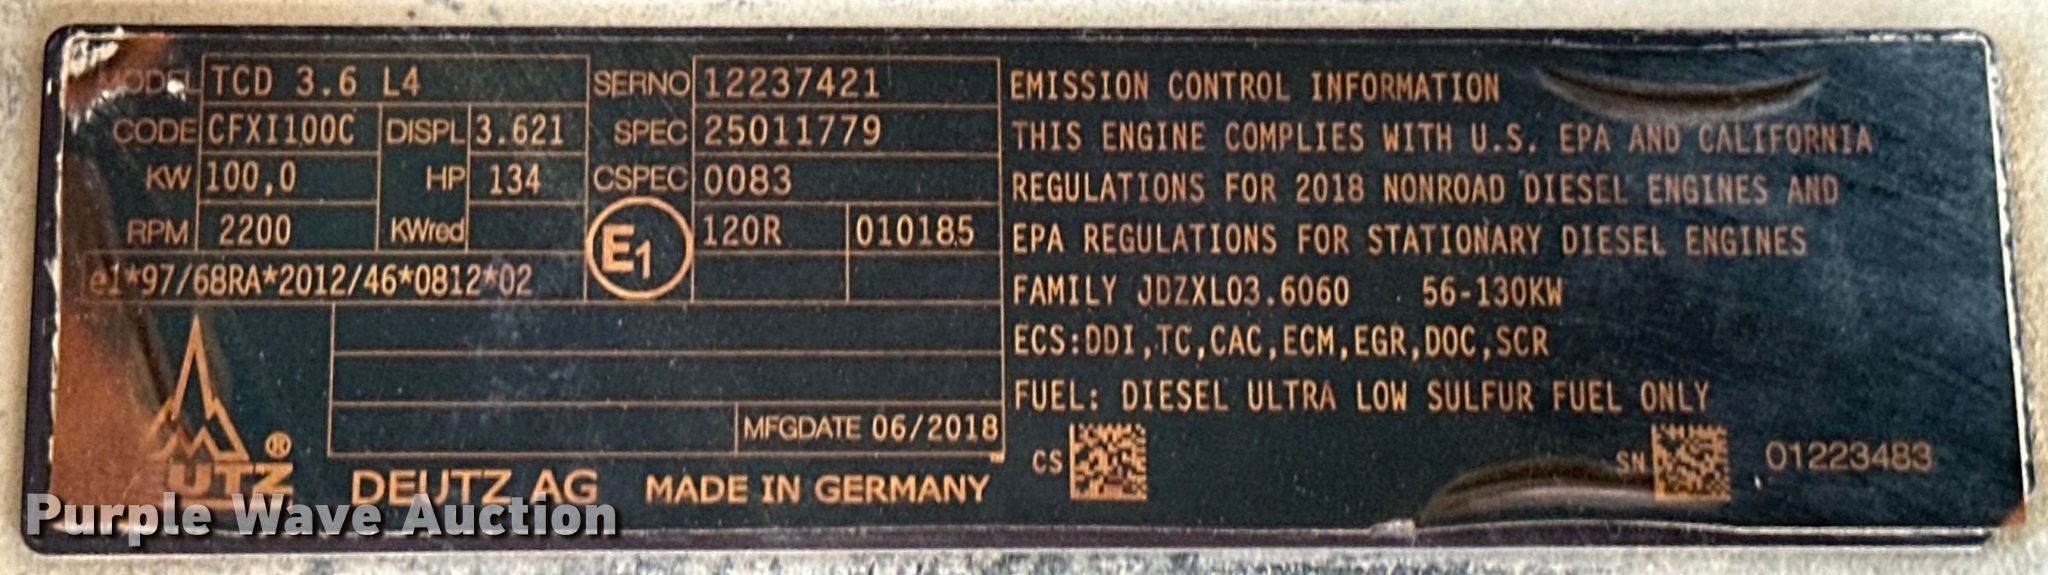 MODEL TCD 3.6 L4 SERNO 12237421
CODE CFXI100C DISPL 3.621 SPEC 25011779
KW 100,0 HP 134 CSPEC 0083
RPM 2200 KWred E1 120R 010185
e1*97/68RA*2012/46*0812*02
MFGDATE 06/2018
DEUTZ® DEUTZ AG MADE IN GERMANY
EMISSION CONTROL INFORMATION
THIS ENGINE COMPLIES WITH U.S. EPA AND CALIFORNIA
REGULATIONS FOR 2018 NONROAD DIESEL ENGINES AND
EPA REGULATIONS FOR STATIONARY DIESEL ENGINES
FAMILY JDZXL03.6060 56-130KW
ECS:DDI,TC,CAC,ECM,EGR,DOC,SCR
FUEL: DIESEL ULTRA LOW SULFUR FUEL ONLY
CS SN 01223483
Purple Wave Auction